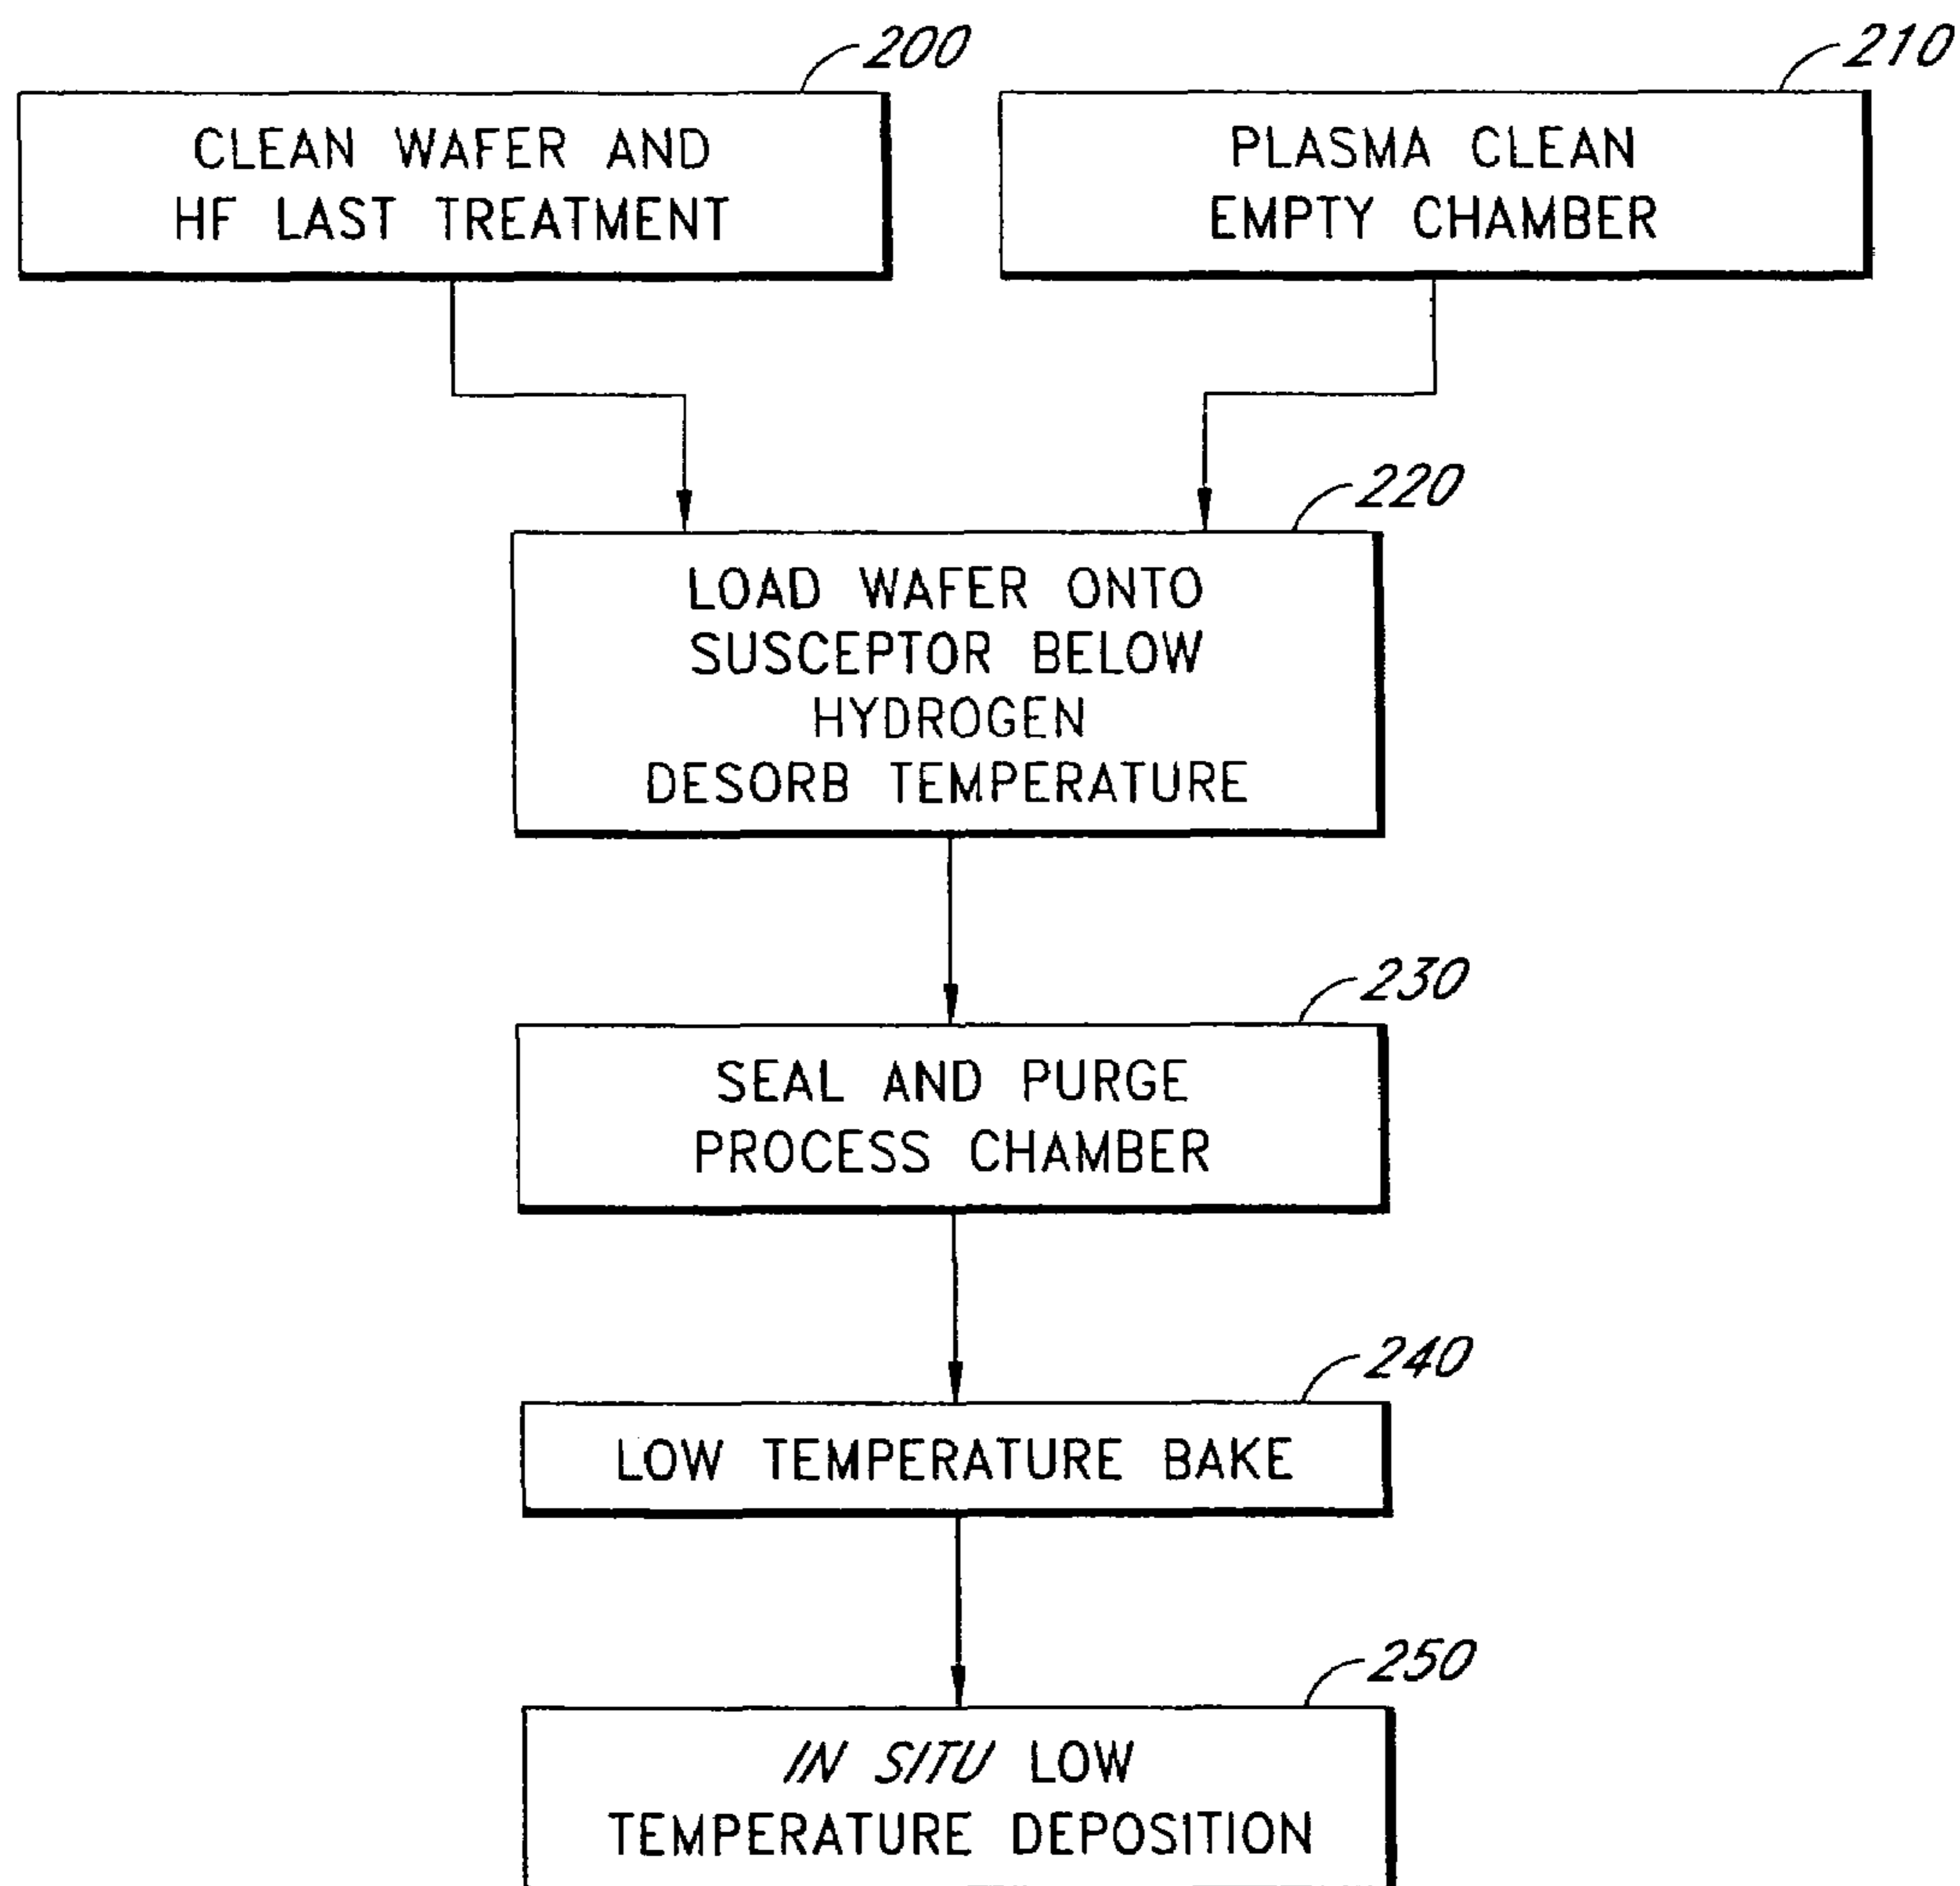 200
CLEAN WAFER AND
HF LAST TREATMENT
210
PLASMA CLEAN
EMPTY CHAMBER
220
LOAD WAFER ONTO
SUSCEPTOR BELOW
HYDROGEN
DESORB TEMPERATURE
230
SEAL AND PURGE
PROCESS CHAMBER
240
LOW TEMPERATURE BAKE
250
IN SITU LOW
TEMPERATURE DEPOSITION